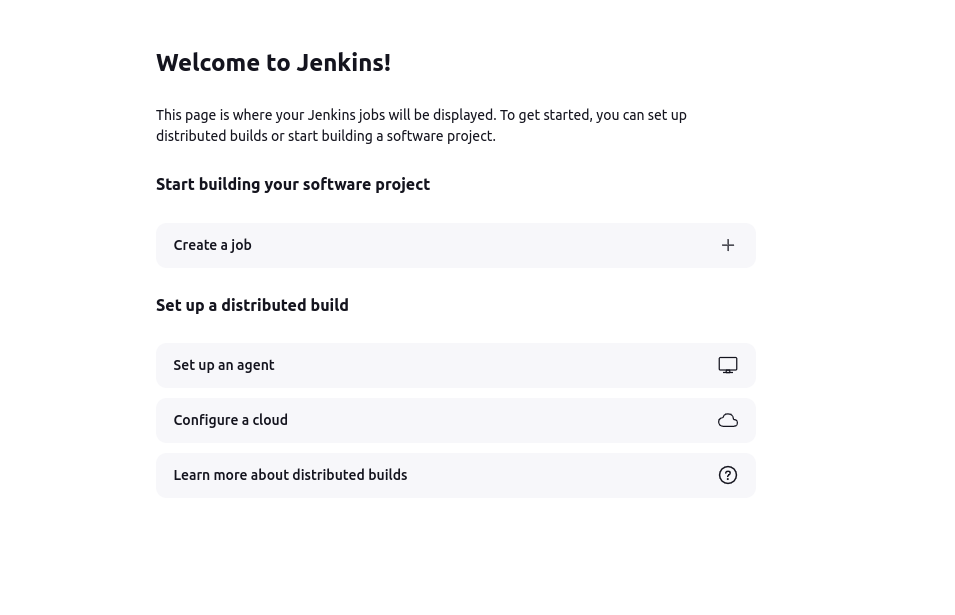 Welcome to Jenkins!
This page is where your Jenkins jobs will be displayed. To get started, you can set up
distributed builds or start building a software project.
Start building your software project
Create a job
Set up a distributed build
Set up an agent
Configure a cloud
Learn more about distributed builds